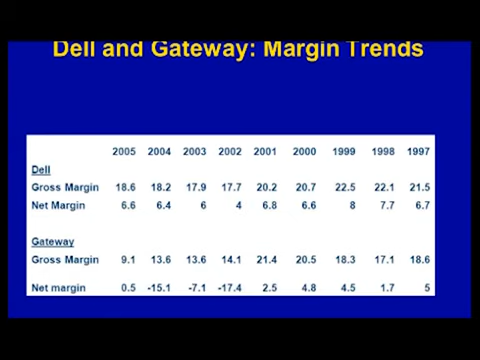 Dell and Gateway: Margin Trends
2005 2004 2003 2002 2001 2000 1999 1998 1997
Dell
Gross Margin 18.6 18.2 17.9 17.7 20.2 20.7 22.5 22.1 21.5
Net Margin 6.6 6.4 6 4 6.8 6.6 8 7.7 6.7
Gateway
Gross Margin 9.1 13.6 13.6 14.1 21.4 20.5 18.3 17.1 18.6
Net margin 0.5 -15.1 -7.1 -17.4 2.5 4.8 4.5 1.7 5